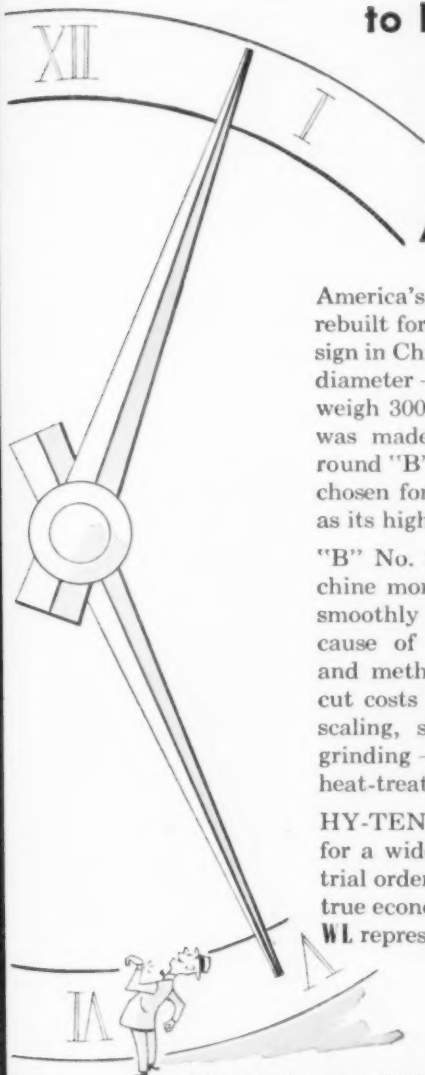 to
XII
I
America's
rebuilt for
sign in Ch
diameter –
weigh 300
was made
round "B"
chosen for
as its high
"B" No.
chine mor
smoothly
cause of
and meth
cut costs
scaling, s
grinding –
heat-treat
HY-TEN
for a wide
trial order
true econo
WL repres
V
VI